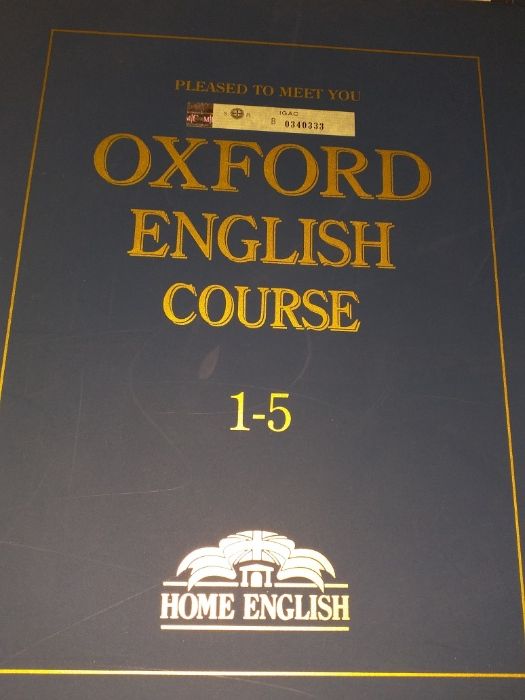 PLEASED TO MEET YOU
IGAC
B 0340333
OXFORD
ENGLISH
COURSE
1-5
HOME ENGLISH